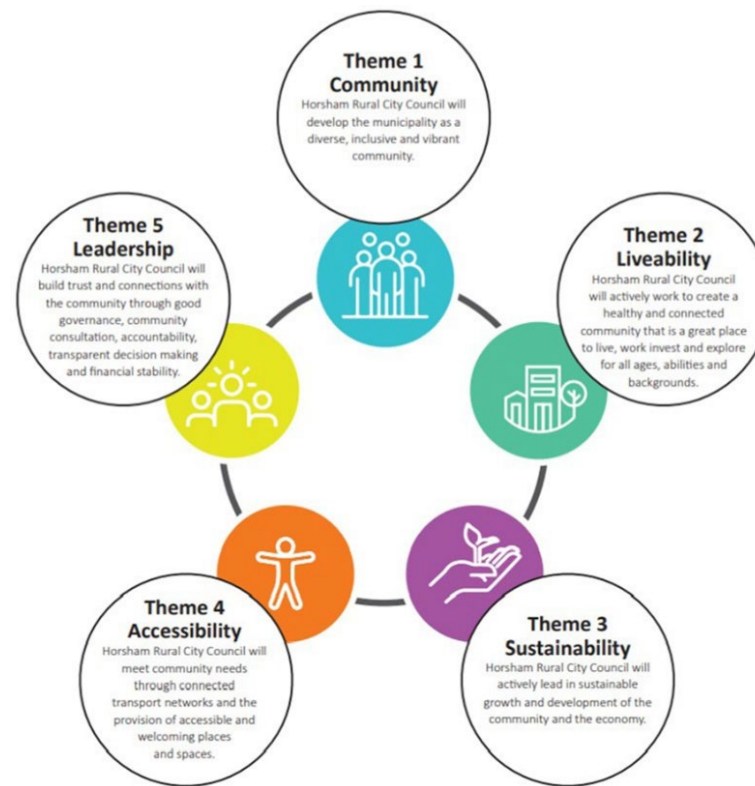 Theme 1
Community
Horsham Rural City Council will
develop the municipality as a
diverse, inclusive and vibrant
community.
Theme 2
Liveability
Horsham Rural City Council
will actively work to create a
healthy and connected
community that is a great place
to live, work invest and explore
for all ages, abilities and
backgrounds.
Theme 3
Sustainability
Horsham Rural City Council will
actively lead in sustainable
growth and development of the
community and the economy.
Theme 4
Accessibility
Horsham Rural City Council will
meet community needs
through connected
transport networks and the
provision of accessible and
welcoming places
and spaces.
Theme 5
Leadership
Horsham Rural City Council will
build trust and connections with
the community through good
governance, community
consultation, accountability,
transparent decision making
and financial stability.